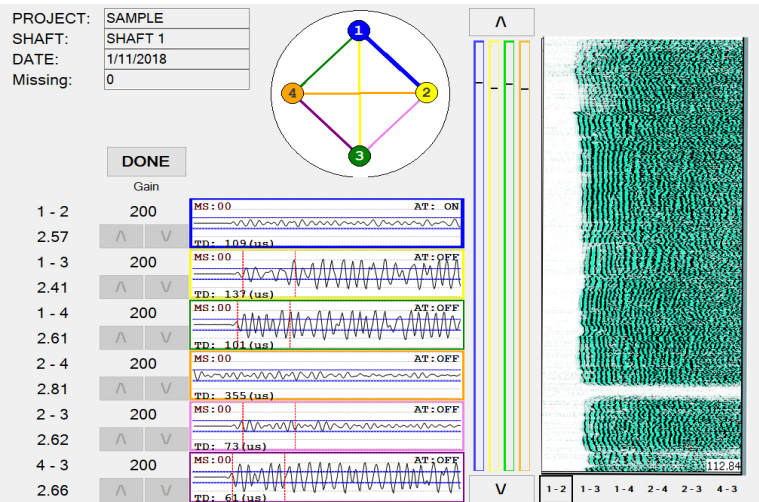 PROJECT: SAMPLE
SHAFT: SHAFT 1
DATE: 1/11/2018
Missing: 0
DONE
Gain
1
2
3
4
Λ
1 - 2 200
2.57 Λ V
MS:00 AT: ON
TD: 109(us)
1 - 3 200
2.41 Λ V
MS:00 AT:OFF
TD: 137(us)
1 - 4 200
2.61 Λ V
MS:00 AT:OFF
TD: 101(us)
2 - 4 200
2.81 Λ V
MS:00 AT:OFF
TD: 355(us)
2 - 3 200
2.62 Λ V
MS:00 AT:OFF
TD: 73(us)
4 - 3 200
2.66 Λ V
MS:00 AT:OFF
TD: 61(us)
V
112.84
1 - 2 1 - 3 1 - 4 2 - 4 2 - 3 4 - 3